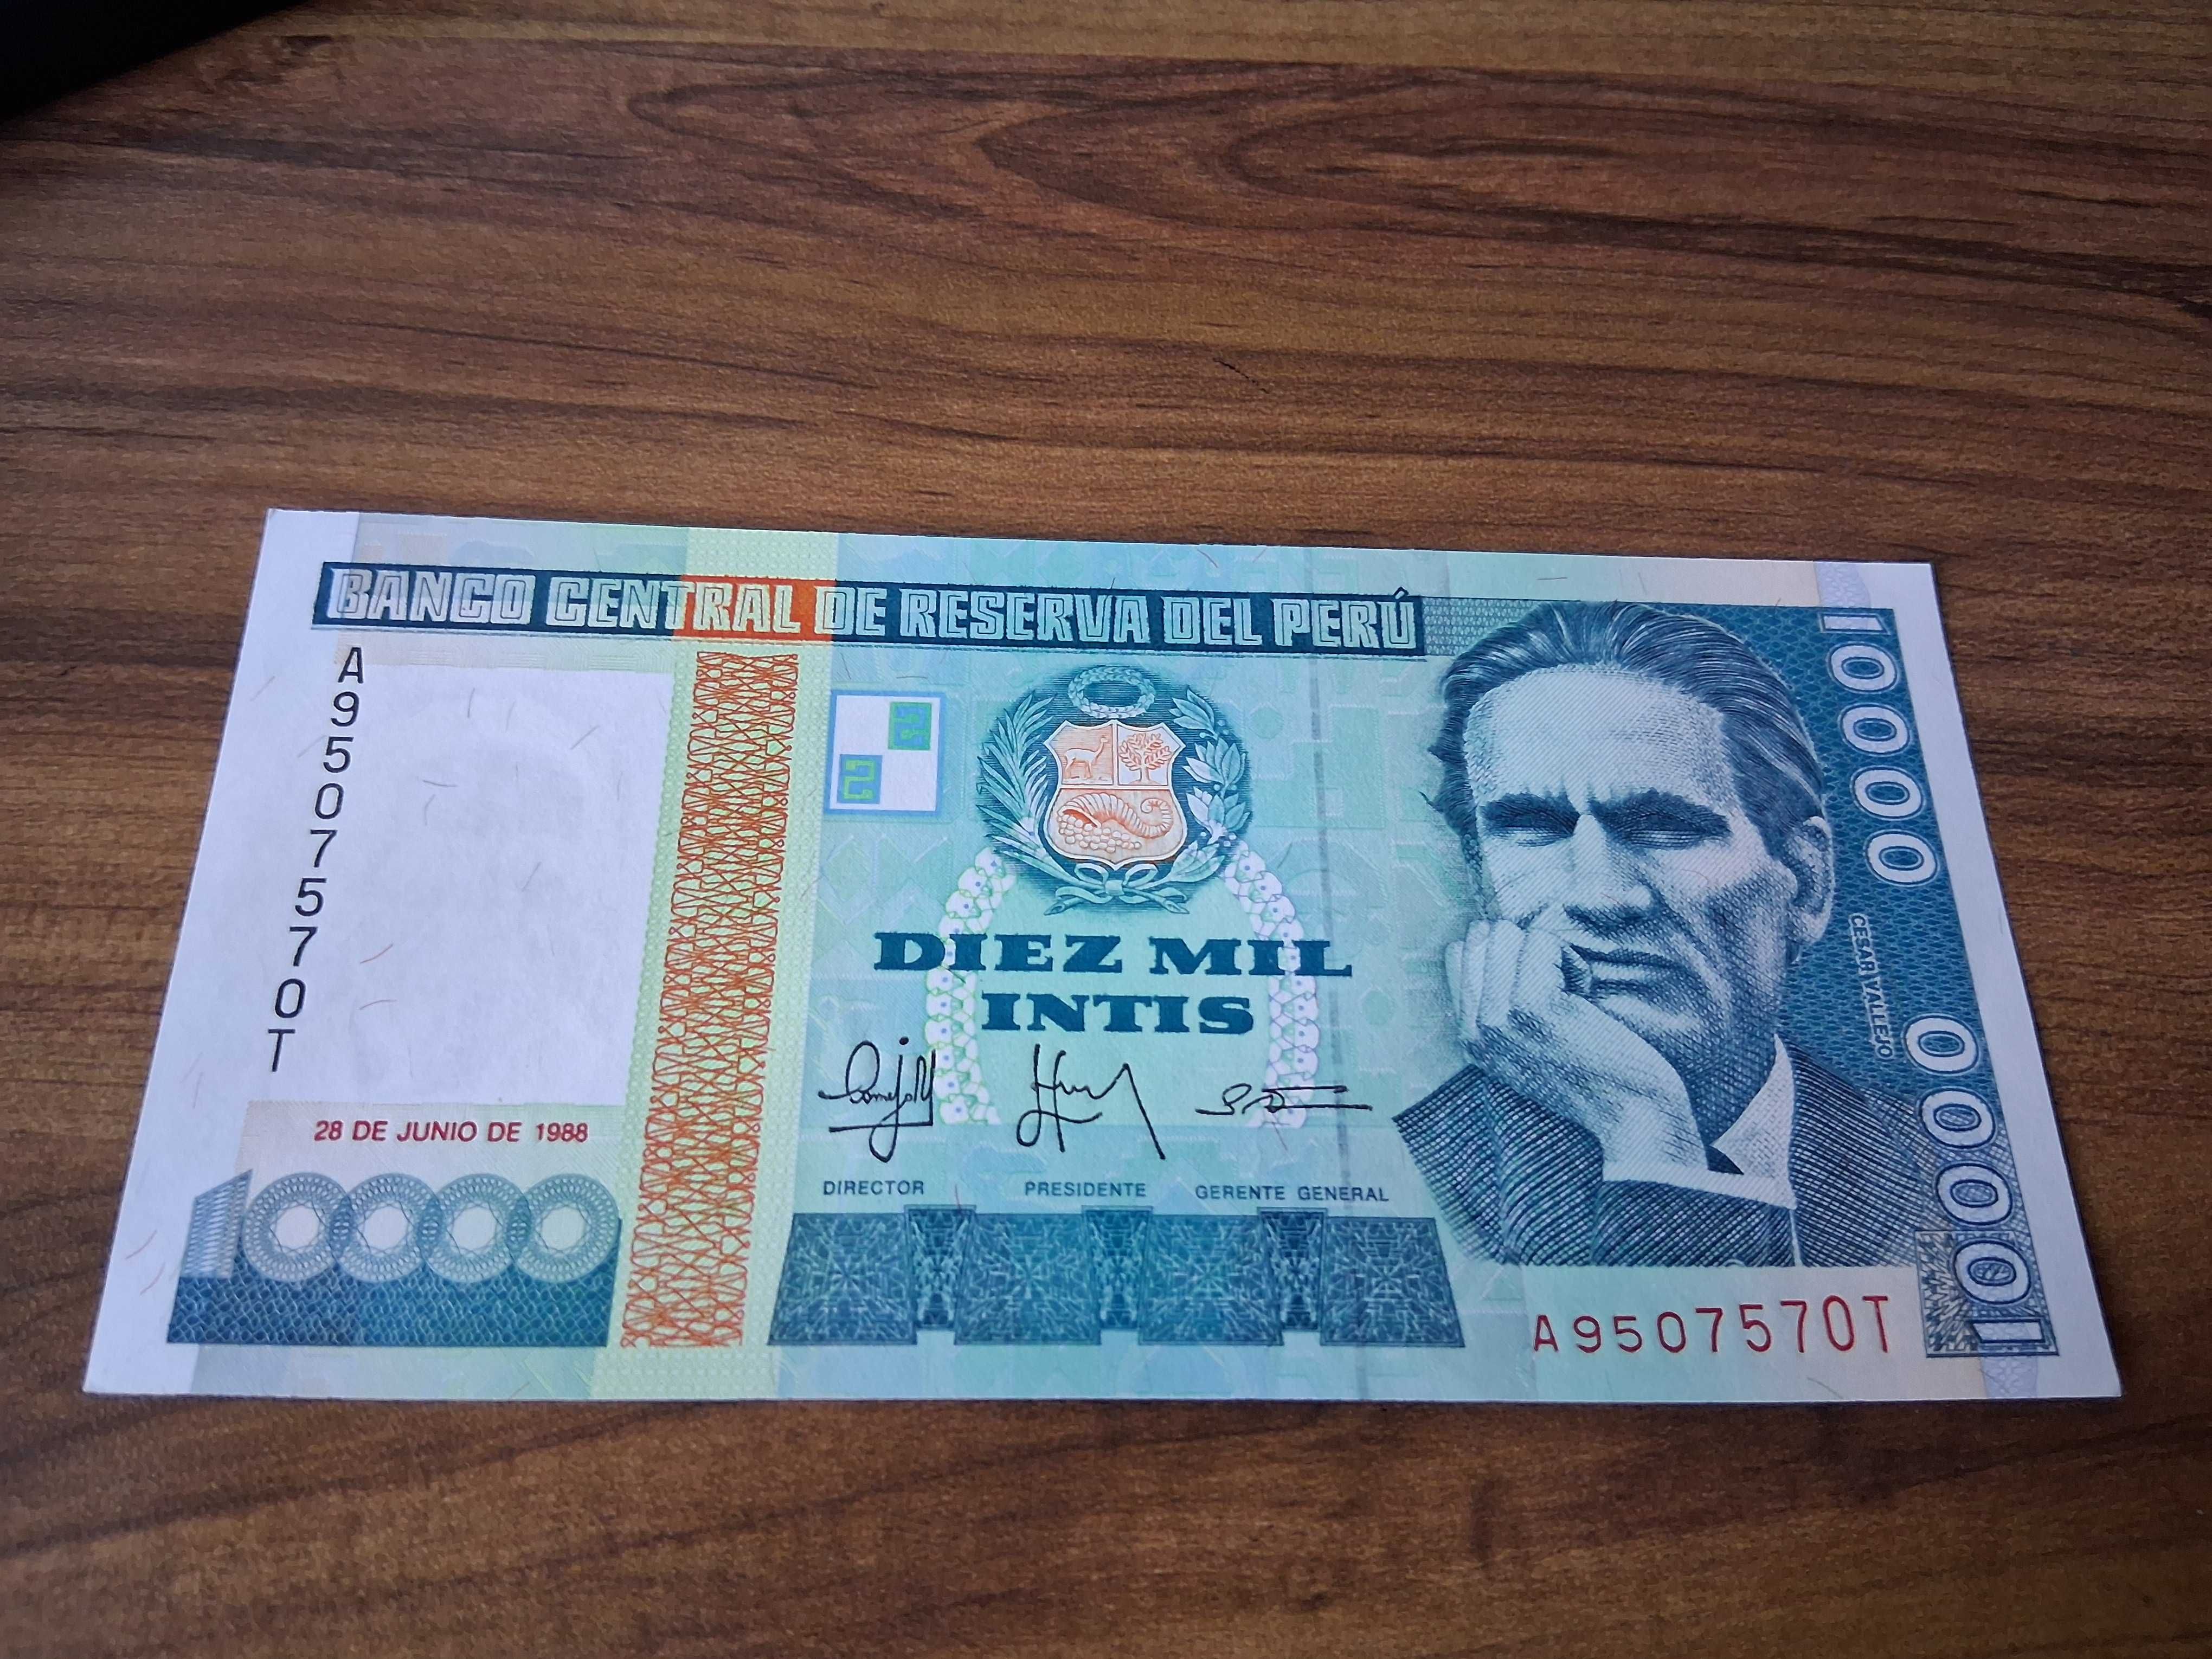 BANCO CENTRAL DE RESERVA DEL PERÚ
A9507570T
10000
CESAR VALLEJO
10000
DIEZ MIL
INTIS
28 DE JUNIO DE 1988
10000
DIRECTOR PRESIDENTE GERENTE GENERAL
A9507570T